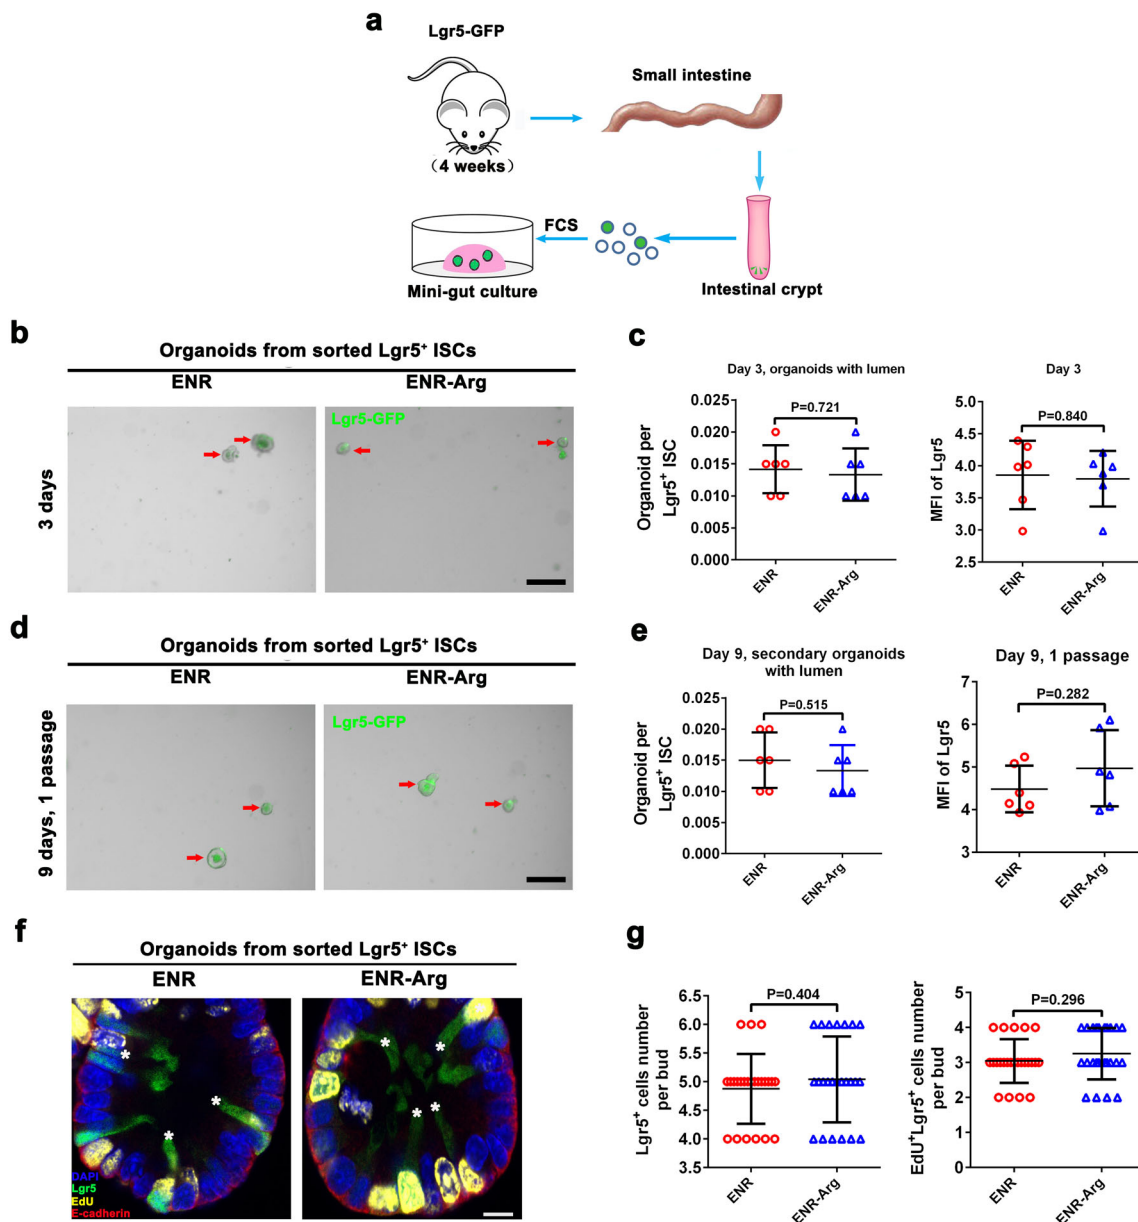 a
Lgr5-GFP
Small intestine
（4 weeks）
FCS
Mini-gut culture
Intestinal crypt
b
Organoids from sorted Lgr5⁺ ISCs
ENR
ENR-Arg
3 days
Lgr5-GFP
c
Day 3, organoids with lumen
P=0.721
Organoid per
Lgr5⁺ ISC
0.025
0.020
0.015
0.010
0.005
0.000
ENR
ENR-Arg
Day 3
P=0.840
MFI of Lgr5
5.0
4.5
4.0
3.5
3.0
2.5
ENR
ENR-Arg
d
Organoids from sorted Lgr5⁺ ISCs
ENR
ENR-Arg
9 days, 1 passage
Lgr5-GFP
e
Day 9, secondary organoids
with lumen
P=0.515
Organoid per
Lgr5⁺ ISC
0.025
0.020
0.015
0.010
0.005
0.000
ENR
ENR-Arg
Day 9, 1 passage
P=0.282
MFI of Lgr5
7
6
5
4
3
ENR
ENR-Arg
f
Organoids from sorted Lgr5⁺ ISCs
ENR
ENR-Arg
DAPI
Lgr5
EdU
E-cadherin
g
P=0.404
Lgr5⁺ cells number
per bud
6.5
6.0
5.5
5.0
4.5
4.0
3.5
ENR
ENR-Arg
P=0.296
EdU⁺Lgr5⁺ cells number
per bud
5
4
3
2
1
0
ENR
ENR-Arg